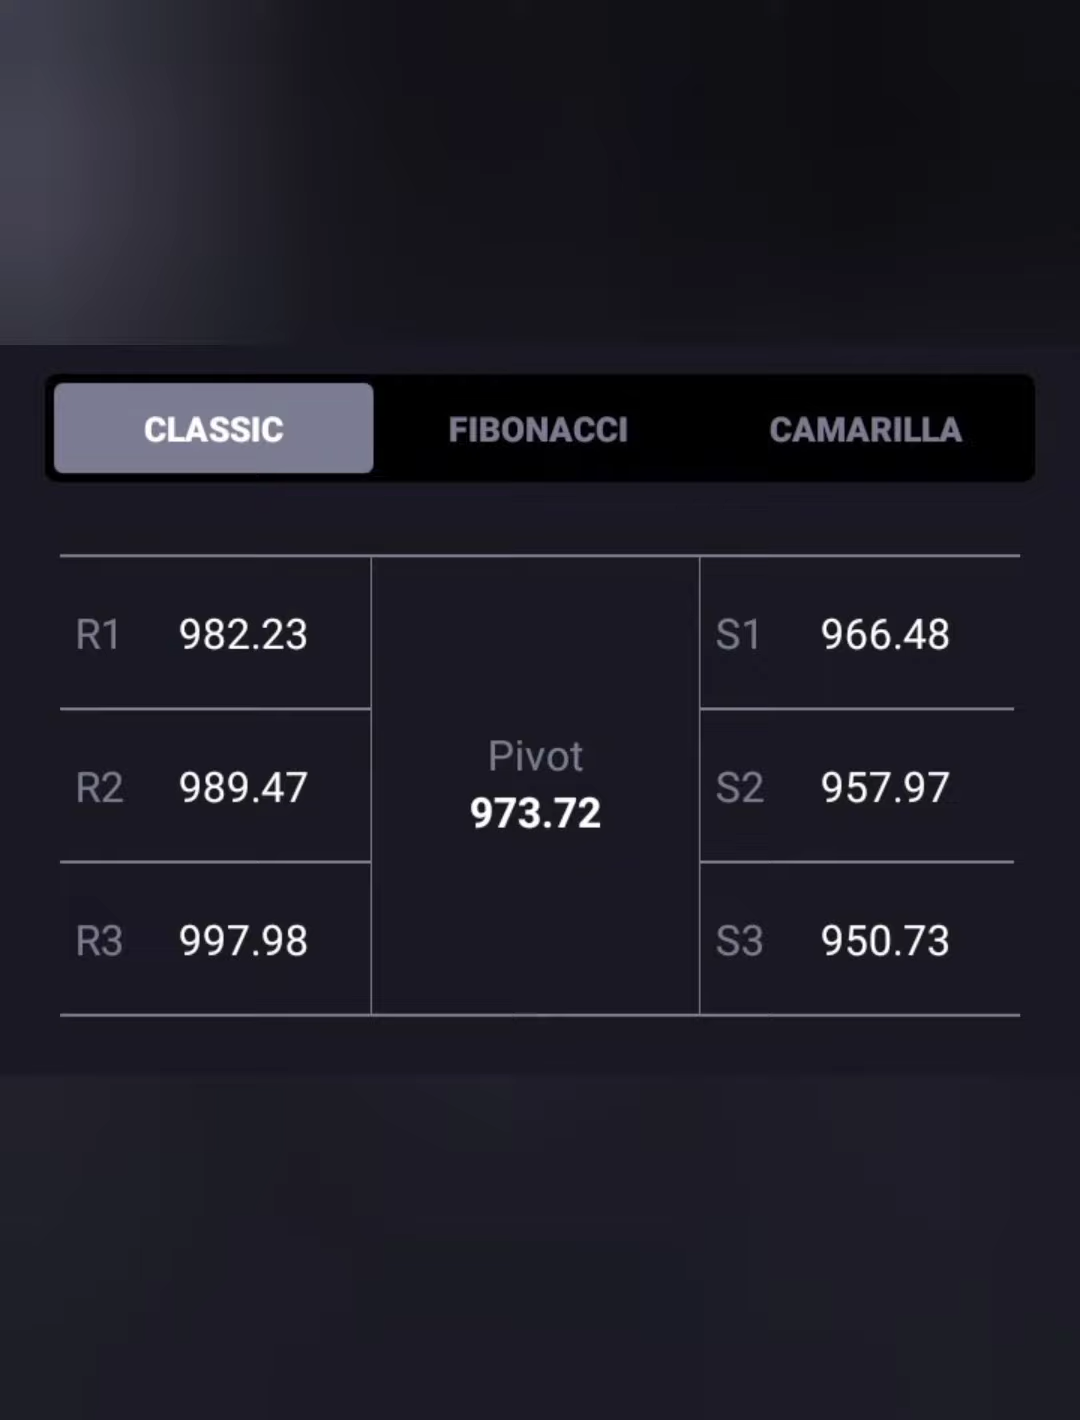 CLASSIC FIBONACCI CAMARILLA
R1 982.23 S1 966.48
Pivot
R2 989.47 973.72 S2 957.97
R3 997.98 S3 950.73